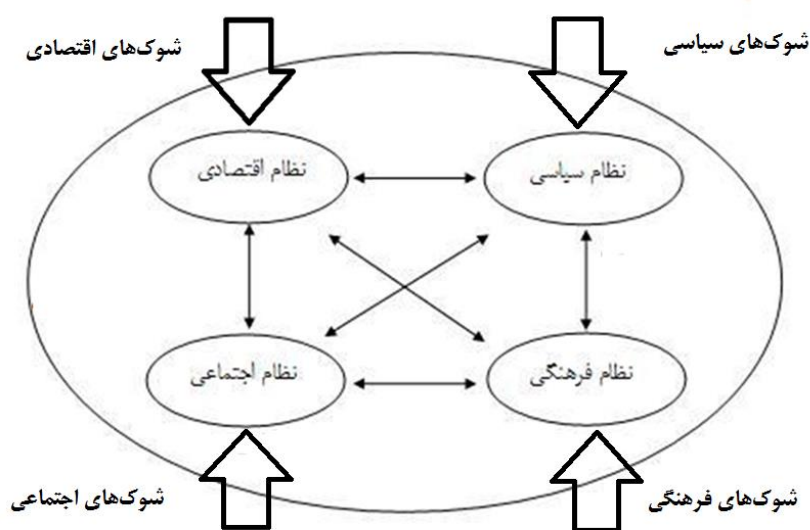 شوک‌های سیاسی
شوک‌های اقتصادی
نظام سیاسی
نظام اقتصادی
نظام فرهنگی
نظام اجتماعی
شوک‌های فرهنگی
شوک‌های اجتماعی